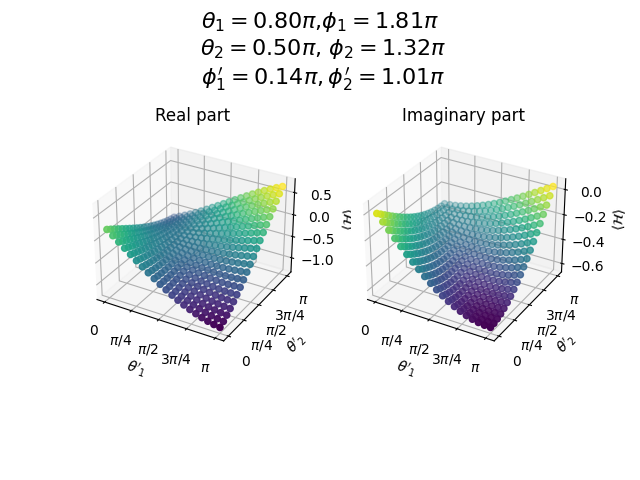 θ₁ = 0.80π,ϕ₁ = 1.81π
θ₂ = 0.50π, ϕ₂ = 1.32π
ϕ′₁ = 0.14π, ϕ′₂ = 1.01π
Real part
Imaginary part
0.5
0.0
−0.5
−1.0
⟨ℋ⟩
0
π/4
π/2
3π/4
π
θ′₁
0
π/4
π/2
3π/4
π
θ′₂
0.0
−0.2
−0.4
−0.6
⟨ℋ⟩
0
π/4
π/2
3π/4
π
θ′₁
0
π/4
π/2
3π/4
π
θ′₂